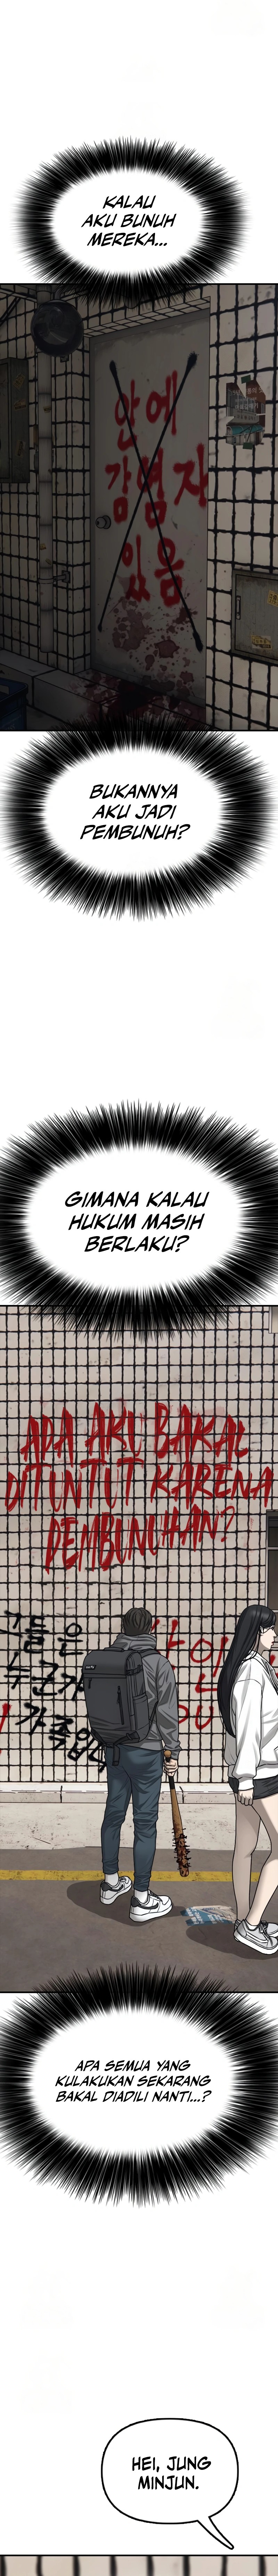 KALAU
AKU BUNUH
MEREKA...
안에
감염자
있음
BUKANNYA
AKU JADI
PEMBUNUH?
GIMANA KALAU
HUKUM MASIH
BERLAKU?
APA AKU BAKAL
DITUNTUT KARENA
PEMBUNUHAN?
APA SEMUA YANG
KULAKUKAN SEKARANG
BAKAL DIADILI NANTI...?
HEI, JUNG
MINJUN.